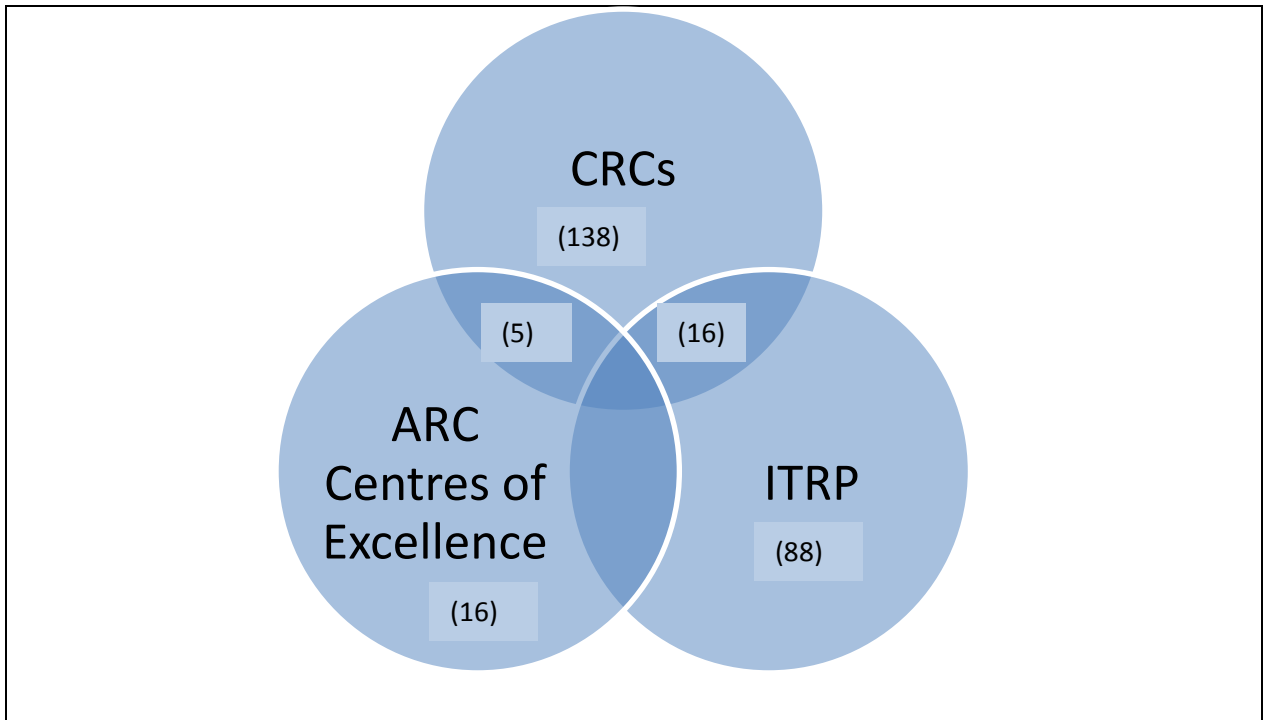 CRCs
(138)
(5)
(16)
ARC
Centres of
Excellence
(16)
ITRP
(88)